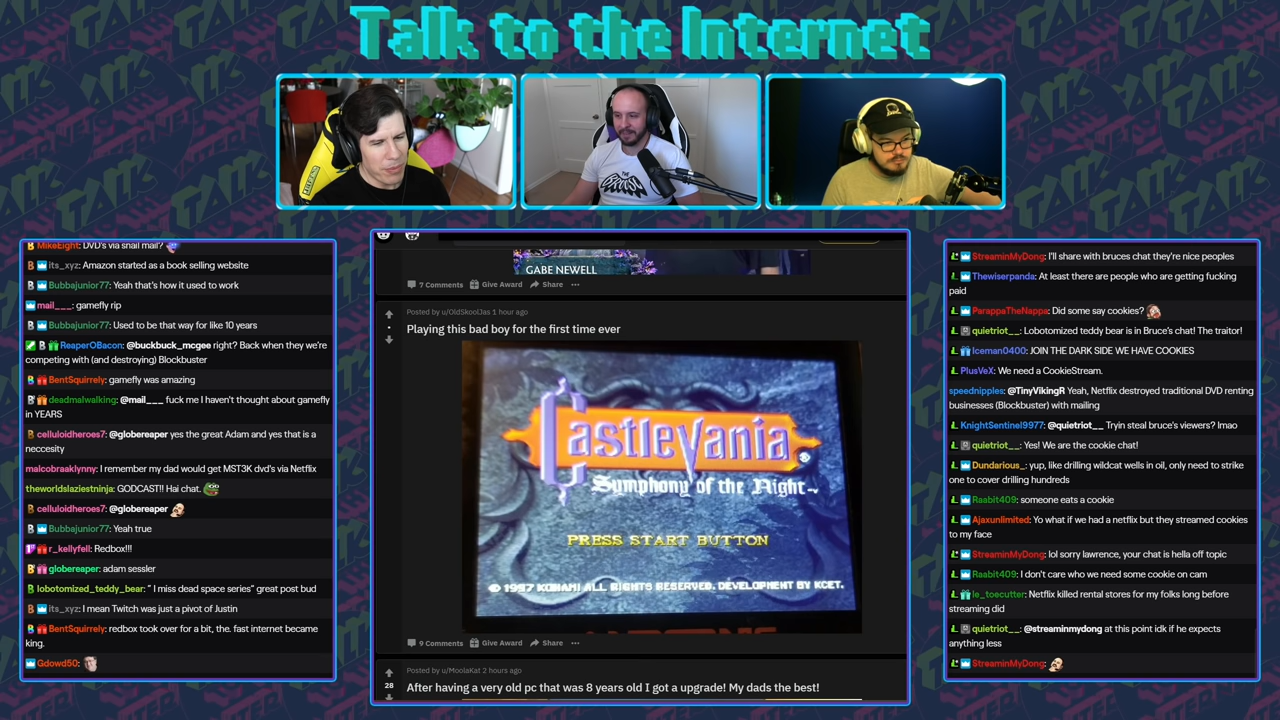 Talk to the Internet
MikeEight: DVD's via snail mail?
its_xyz: Amazon started as a book selling website
Bubbajunior77: Yeah that's how it used to work
mail___: gamefly rip
Bubbajunior77: Used to be that way for like 10 years
ReaperOBacon: @buckbuck_mcgee right? Back when they're
competing with (and destroying) Blockbuster
BentSquirrely: gamefly was amazing
deadmalwalking: @mail___ fuck me I haven't thought about gamefly
in YEARS
celluloidheroes7: @globereaper yes the great Adam and yes that is a
neccesity
malcobraaklynny: I remember my dad would get MST3K dvd's via Netflix
theworldslaziestninja: GODCAST!! Hai chat.
celluloidheroes7: @globereaper
Bubbajunior77: Yeah true
r_kellyfell: Redbox!!!
globereaper: adam sessler
lobotomized_teddy_bear: " I miss dead space series" great post bud
its_xyz: I mean Twitch was just a pivot of Justin
BentSquirrely: redbox took over for a bit, the. fast internet became
king.
Gdowd50:
GABE NEWELL
7 Comments Give Award Share ...
Posted by u/OldSkoolJas 1 hour ago
Playing this bad boy for the first time ever
Castlevania
Symphony of the Night~
PRESS START BUTTON
© 1997 KONAMI ALL RIGHTS RESERVED. DEVELOPMENT BY KCET.
9 Comments Give Award Share ...
Posted by u/MoolaKat 2 hours ago
28
After having a very old pc that was 8 years old I got a upgrade! My dads the best!
StreaminMyDong: I'll share with bruces chat they're nice peoples
Thewiserpanda: At least there are people who are getting fucking
paid
ParappaTheNappa: Did some say cookies?
quietriot__: Lobotomized teddy bear is in Bruce's chat! The traitor!
Iceman0400: JOIN THE DARK SIDE WE HAVE COOKIES
PlusVeX: We need a CookieStream.
speednipples: @TinyVikingR Yeah, Netflix destroyed traditional DVD renting
businesses (Blockbuster) with mailing
KnightSentinel9977: @quietriot__ Tryin steal bruce's viewers? lmao
quietriot__: Yes! We are the cookie chat!
Dundarious_: yup, like drilling wildcat wells in oil, only need to strike
one to cover drilling hundreds
Raabit409: someone eats a cookie
Ajaxunlimited: Yo what if we had a netflix but they streamed cookies
to my face
StreaminMyDong: lol sorry lawrence, your chat is hella off topic
Raabit409: I don't care who we need some cookie on cam
le_toecutter: Netflix killed rental stores for my folks long before
streaming did
quietriot__: @streaminmydong at this point idk if he expects
anything less
StreaminMyDong: